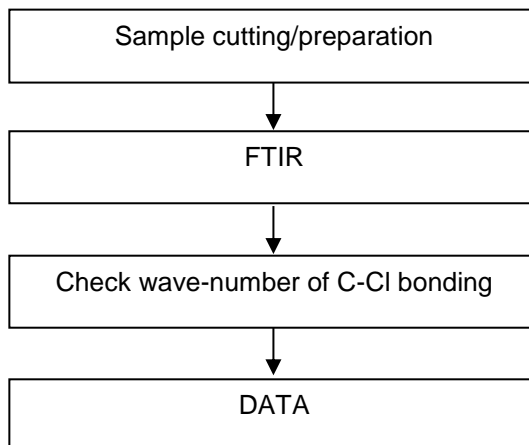 Sample cutting/preparation
FTIR
Check wave-number of C-Cl bonding
DATA